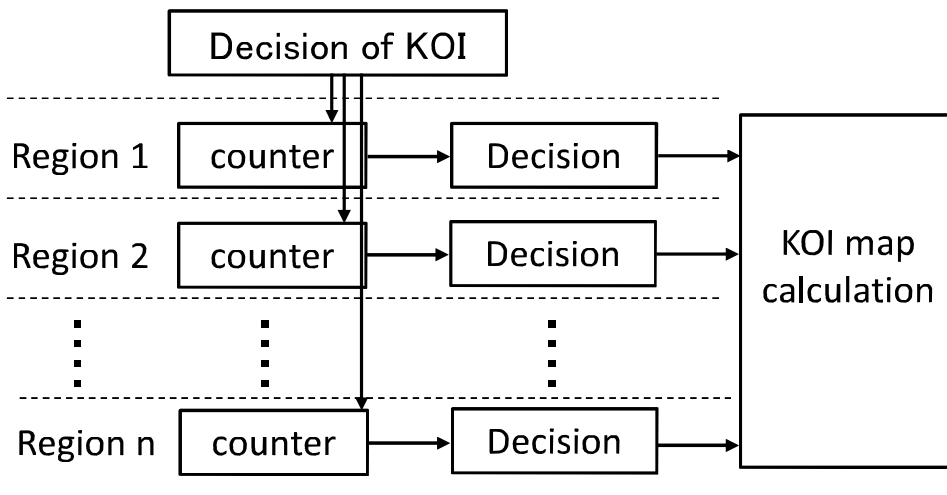 Decision of KOI
Region 1
counter
Decision
Region 2
counter
Decision
KOI map
calculation
Region n
counter
Decision